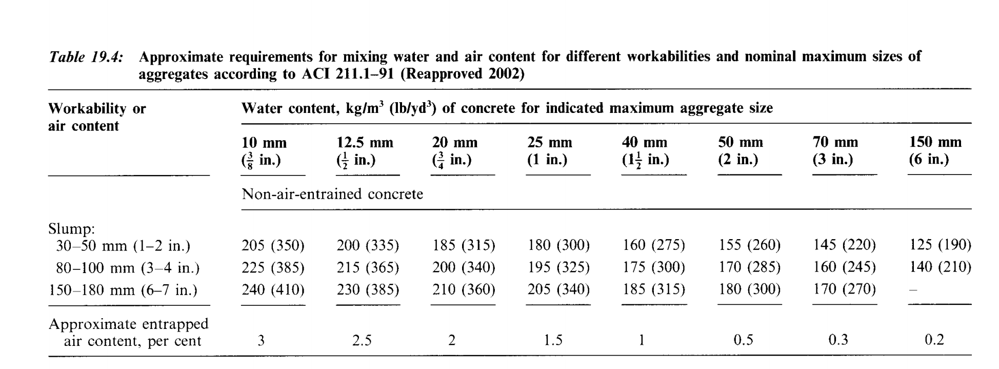 Table 19.4: Approximate requirements for mixing water and air content for different workabilities and nominal maximum sizes of
aggregates according to ACI 211.1–91 (Reapproved 2002)
Workability or Water content, kg/m³ (lb/yd³) of concrete for indicated maximum aggregate size
air content
10 mm 12.5 mm 20 mm 25 mm 40 mm 50 mm 70 mm 150 mm
(3/8 in.) (1/2 in.) (3/4 in.) (1 in.) (1 1/2 in.) (2 in.) (3 in.) (6 in.)
Non-air-entrained concrete
Slump:
30–50 mm (1–2 in.) 205 (350) 200 (335) 185 (315) 180 (300) 160 (275) 155 (260) 145 (220) 125 (190)
80–100 mm (3–4 in.) 225 (385) 215 (365) 200 (340) 195 (325) 175 (300) 170 (285) 160 (245) 140 (210)
150–180 mm (6–7 in.) 240 (410) 230 (385) 210 (360) 205 (340) 185 (315) 180 (300) 170 (270) –
Approximate entrapped
air content, per cent 3 2.5 2 1.5 1 0.5 0.3 0.2